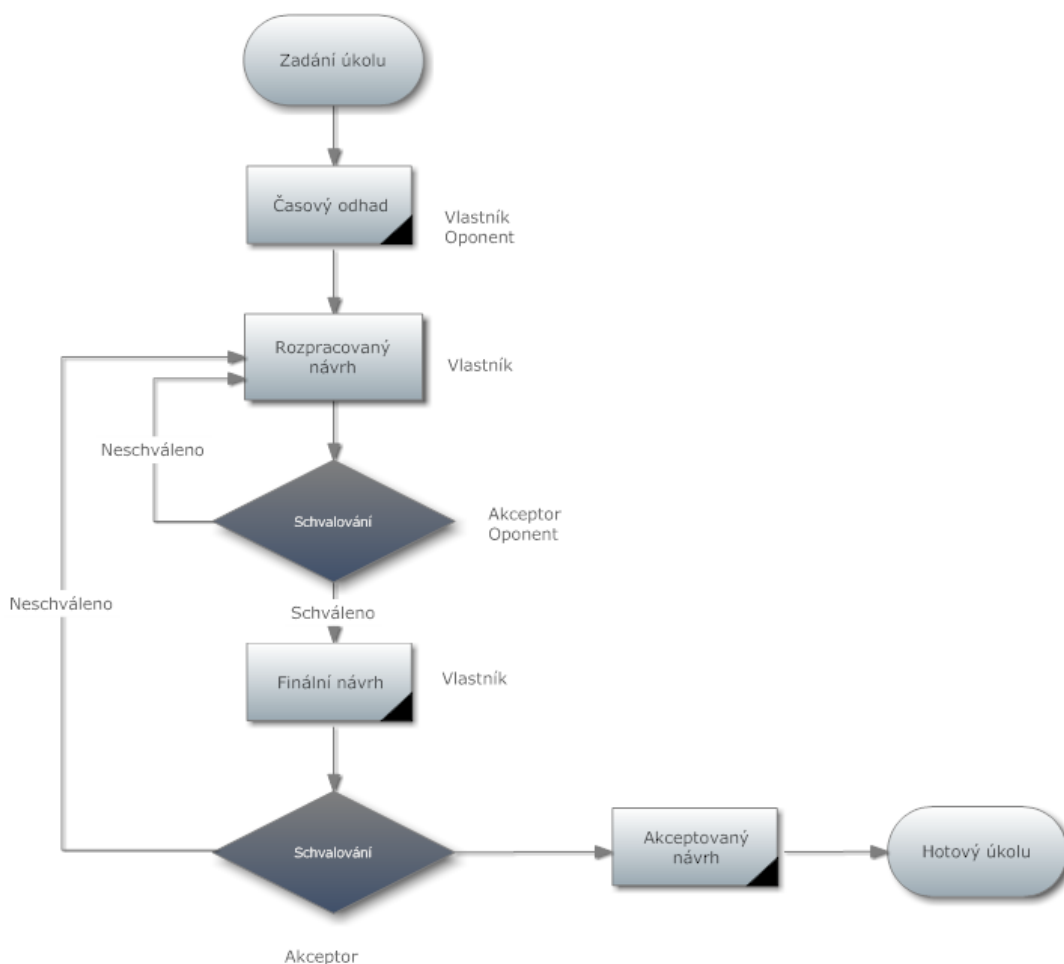 Zadání úkolu
Časový odhad
Vlastník
Oponent
Rozpracovaný
návrh
Vlastník
Neschváleno
Schvalování
Akceptor
Oponent
Neschváleno
Schváleno
Finální návrh
Vlastník
Schvalování
Akceptovaný
návrh
Hotový úkolu
Akceptor